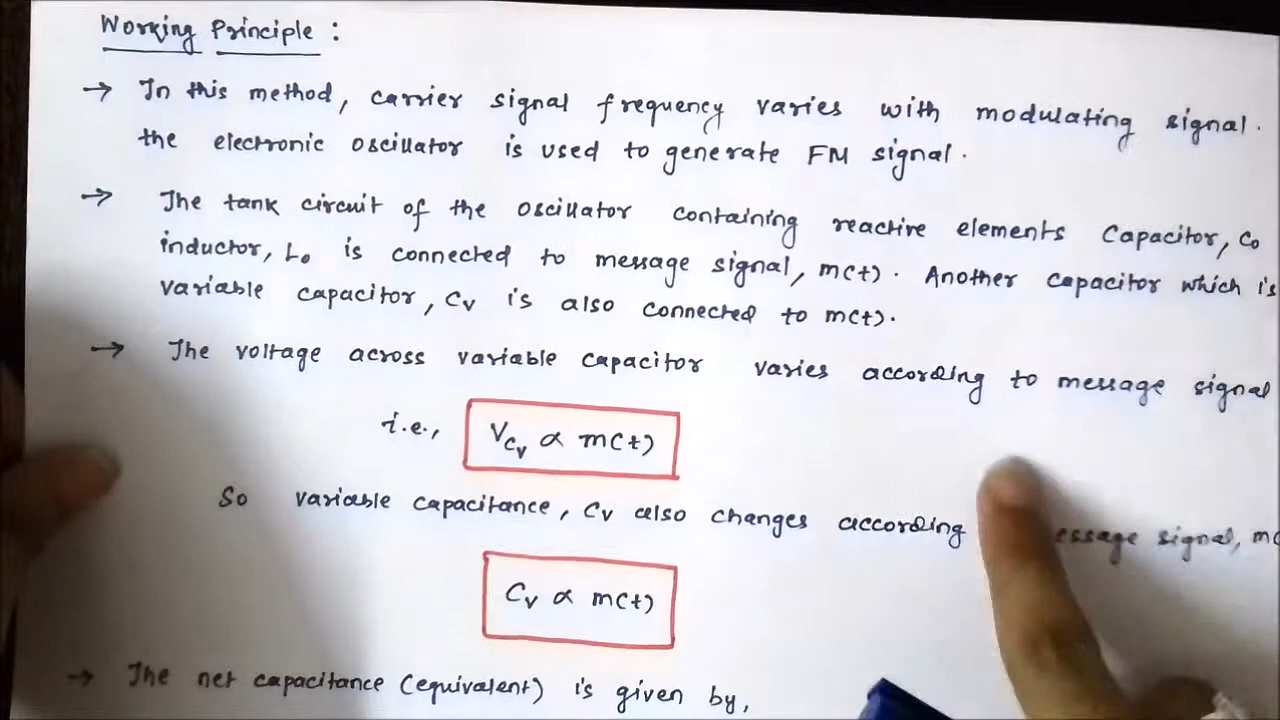 Working Principle :
→ In this method, carrier signal frequency varies with modulating signal.
the electronic oscillator is used to generate FM signal.
→ The tank circuit of the oscillator containing reactive elements capacitor, C₀
inductor, L₀ is connected to message signal, m(t). Another capacitor which is
variable capacitor, Cᵥ is also connected to m(t).
→ The voltage across variable capacitor varies according to message signal
i.e., V_Cᵥ ∝ m(t)
So variable capacitance, Cᵥ also changes according essage signal, m(
Cᵥ ∝ m(t)
→ The net capacitance (equivalent) is given by,